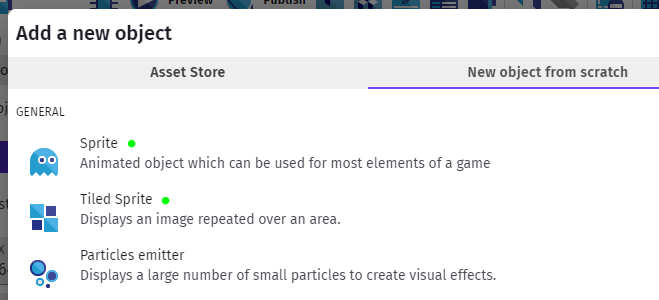 Preview
Publish
Add a new object
Asset Store
New object from scratch
GENERAL
Sprite
Animated object which can be used for most elements of a game
Tiled Sprite
Displays an image repeated over an area.
Particles emitter
Displays a large number of small particles to create visual effects.